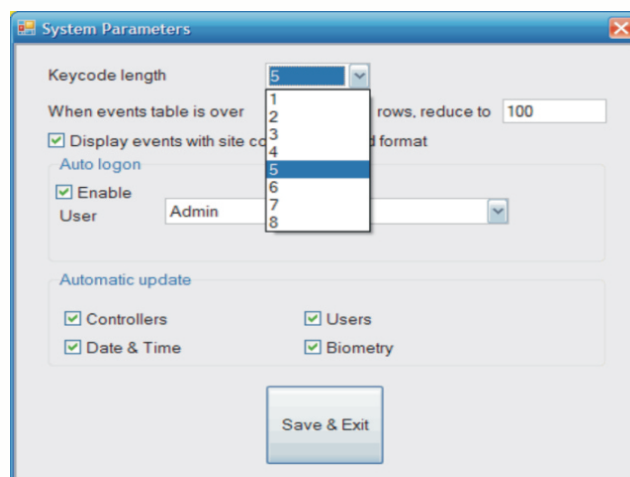 System Parameters
Keycode length 5
1
2
3
4
5
6
7
8
When events table is over rows, reduce to 100
Display events with site co d format
Auto logon
Enable
User Admin
Automatic update
Controllers Users
Date & Time Biometry
Save & Exit